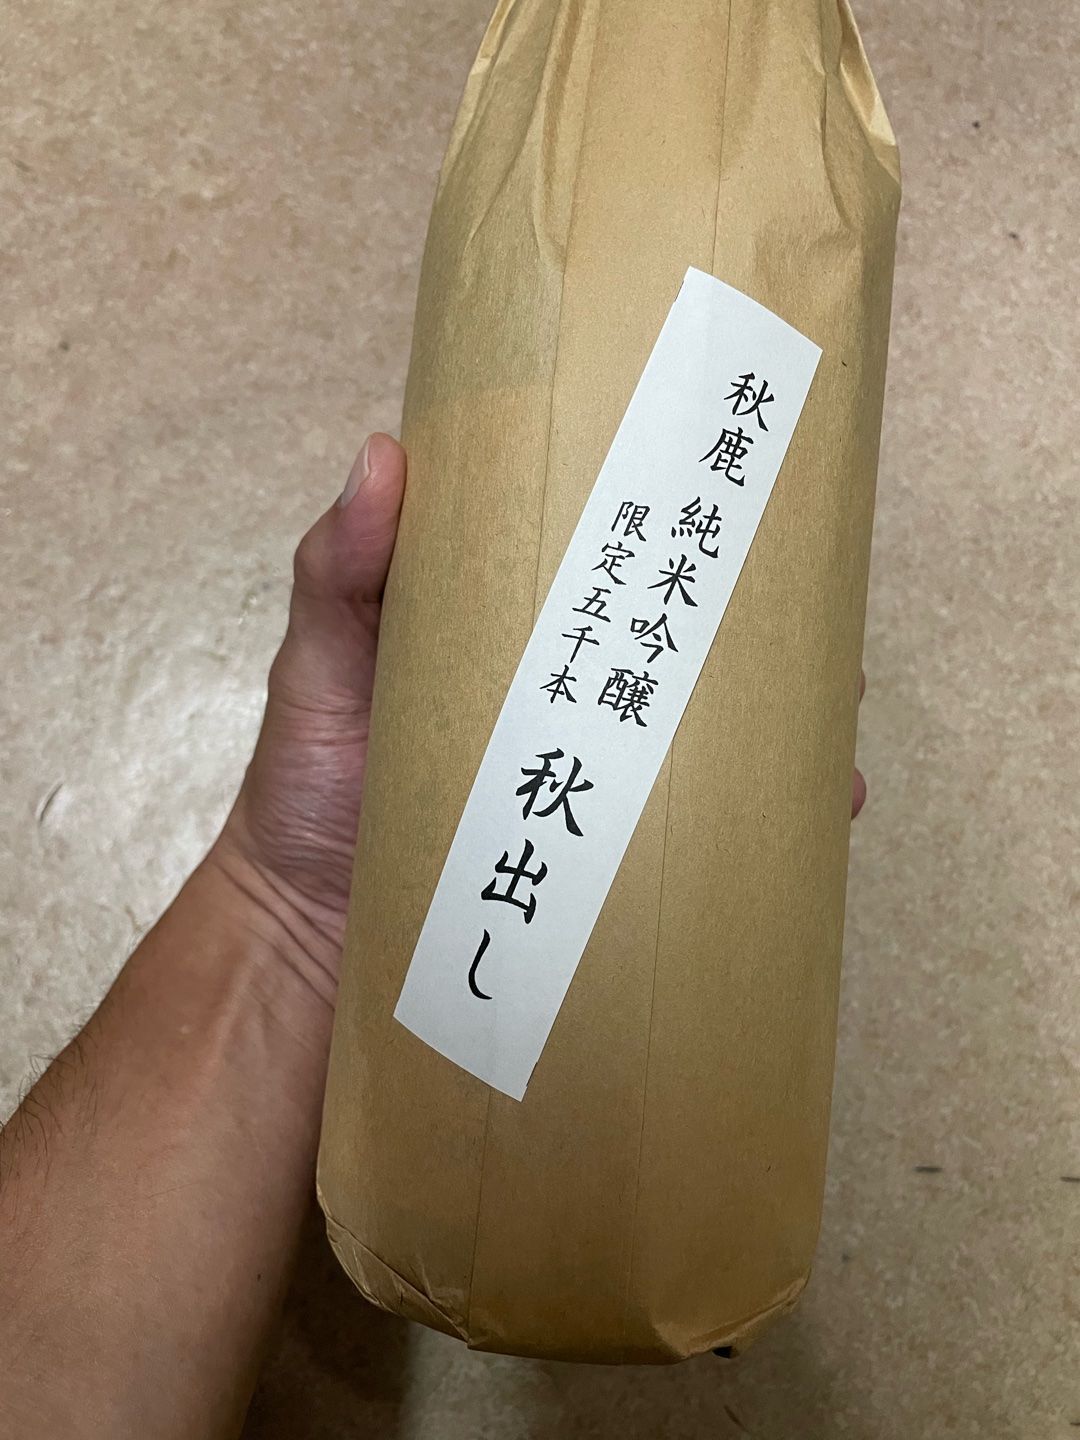 秋鹿 純米吟醸
限定五千本
秋出し